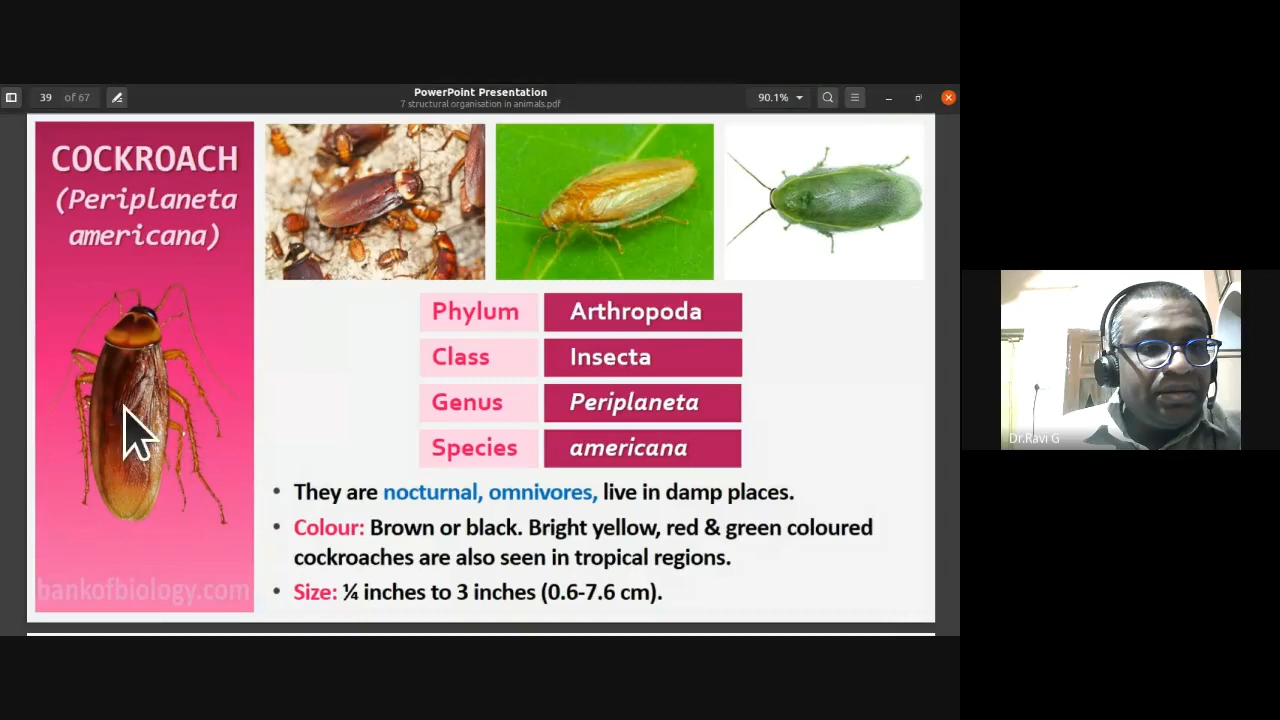 39 of 67
PowerPoint Presentation
7 structural organisation in animals.pdf
90.1%
COCKROACH
(Periplaneta
americana)
bankofbiology.com
Phylum Arthropoda
Class Insecta
Genus Periplaneta
Species americana
• They are nocturnal, omnivores, live in damp places.
• Colour: Brown or black. Bright yellow, red & green coloured
cockroaches are also seen in tropical regions.
• Size: ¼ inches to 3 inches (0.6-7.6 cm).
Dr.Ravi G